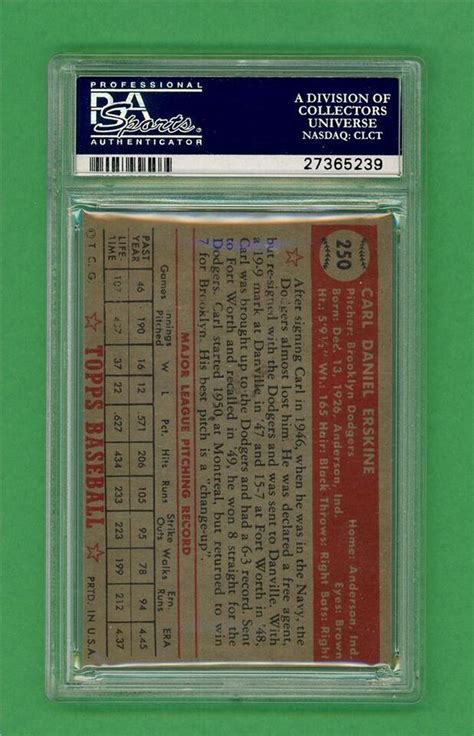 PROFESSIONAL
PSA
Sports
AUTHENTICATOR
A DIVISION OF
COLLECTORS
UNIVERSE
NASDAQ: CLCT
27365239
250
CARL DANIEL ERSKINE
Pitcher: Brooklyn Dodgers Home: Anderson, Ind.
Born: Dec. 13, 1926, Anderson, Ind. Eyes: Brown
Ht.: 5'9½" Wt.: 165 Hair: Black Throws: Right Bats: Right
After signing Carl in 1946, when he was in the Navy, the
Dodgers almost lost him. He was declared a free agent,
but re-signed with the Dodgers and was sent to Danville. With
a 19-9 mark at Danville in '47 and 15-7 at Fort Worth in '48,
Carl was brought up to the Dodgers and had a 6-3 record. Sent
to Fort Worth and recalled in '49, he won 8 straight for the
Dodgers. Carl started 1950 at Montreal, but returned to win
7 for Brooklyn. His best pitch is a "change-up".
MAJOR LEAGUE PITCHING RECORD
Games Innings Pitched W L Pct. Hits Runs Strike Outs Walks Ern. Runs ERA
PAST YEAR 46 190 16 12 .571 206 105 95 78 94 4.45
LIFE-TIME 37 22 .627 434 233 223 199 212 4.37
© T. C. G. TOPPS BASEBALL PRTD. IN U.S.A.